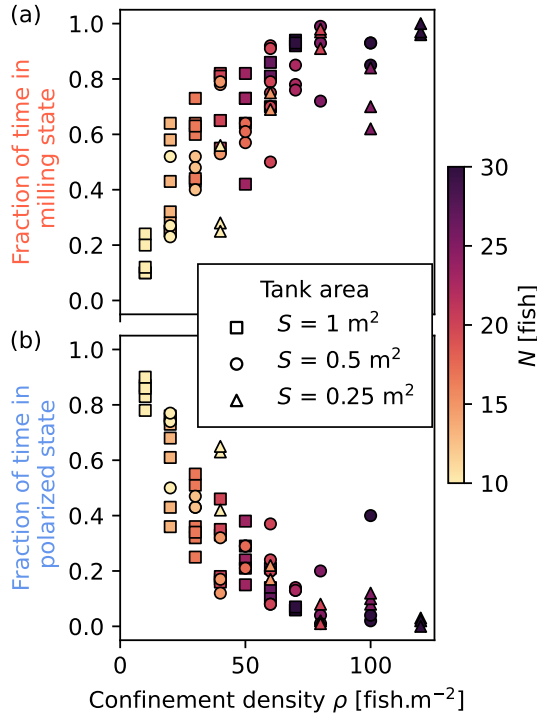 (a)
1.0
0.8
0.6
0.4
0.2
0.0
Fraction of time in
milling state
Tank area
S = 1 m²
S = 0.5 m²
S = 0.25 m²
(b)
1.0
0.8
0.6
0.4
0.2
0.0
Fraction of time in
polarized state
0
50
100
Confinement density ρ [fish.m⁻²]
30
25
20
15
10
N [fish]